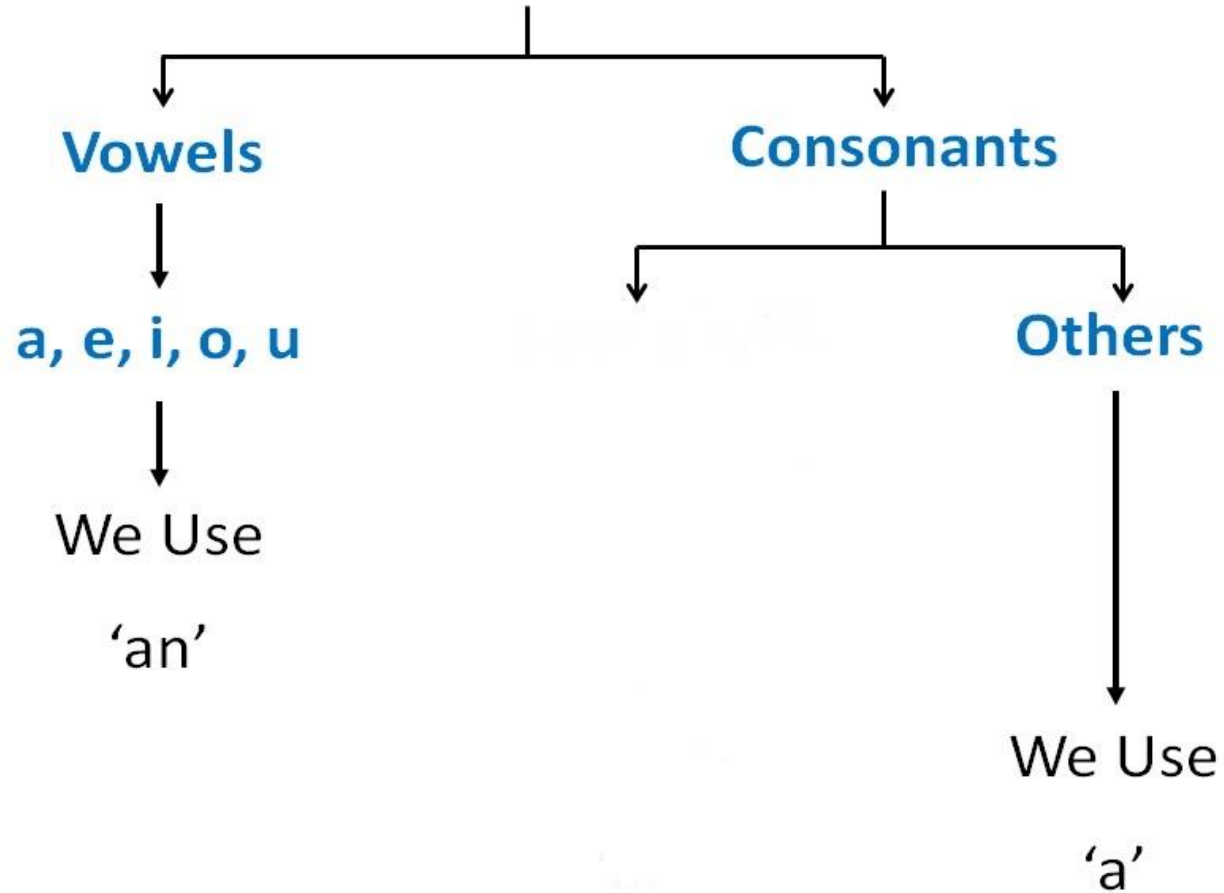 Vowels
Consonants
a, e, i, o, u
Others
We Use
‘an’
We Use
‘a’